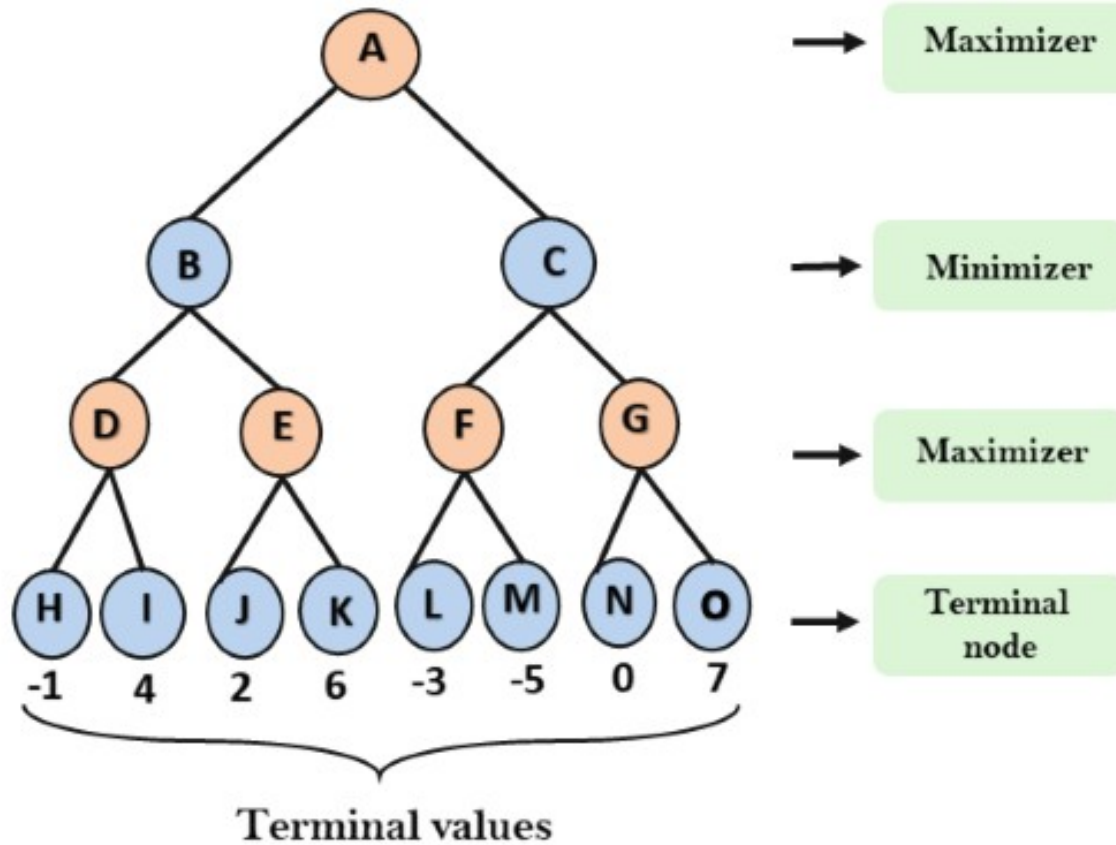 A
Maximizer
B
C
Minimizer
D
E
F
G
Maximizer
H
I
J
K
L
M
N
O
Terminal
node
-1
4
2
6
-3
-5
0
7
Terminal values